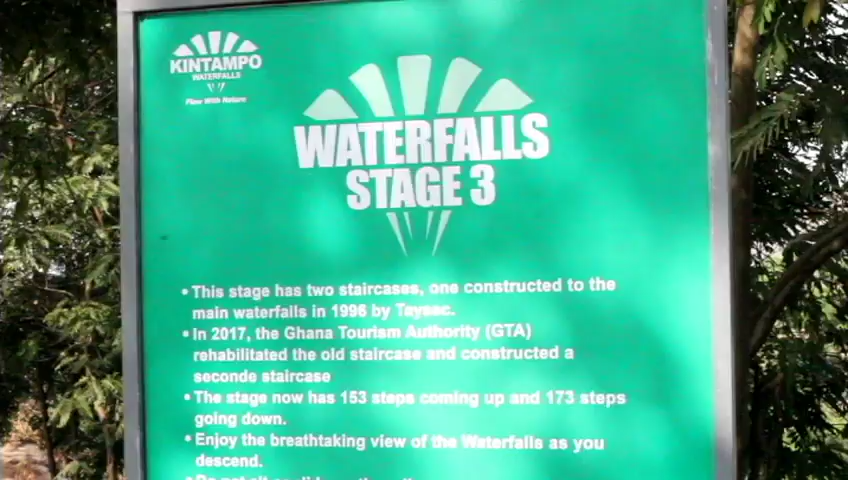 KINTAMPO
WATERFALLS
Flow With Nature
WATERFALLS
STAGE 3
• This stage has two staircases, one constructed to the
main waterfalls in 1996 by Taysec.
• In 2017, the Ghana Tourism Authority (GTA)
rehabilitated the old staircase and constructed a
seconde staircase
• The stage now has 153 steps coming up and 173 steps
going down.
• Enjoy the breathtaking view of the Waterfalls as you
descend.